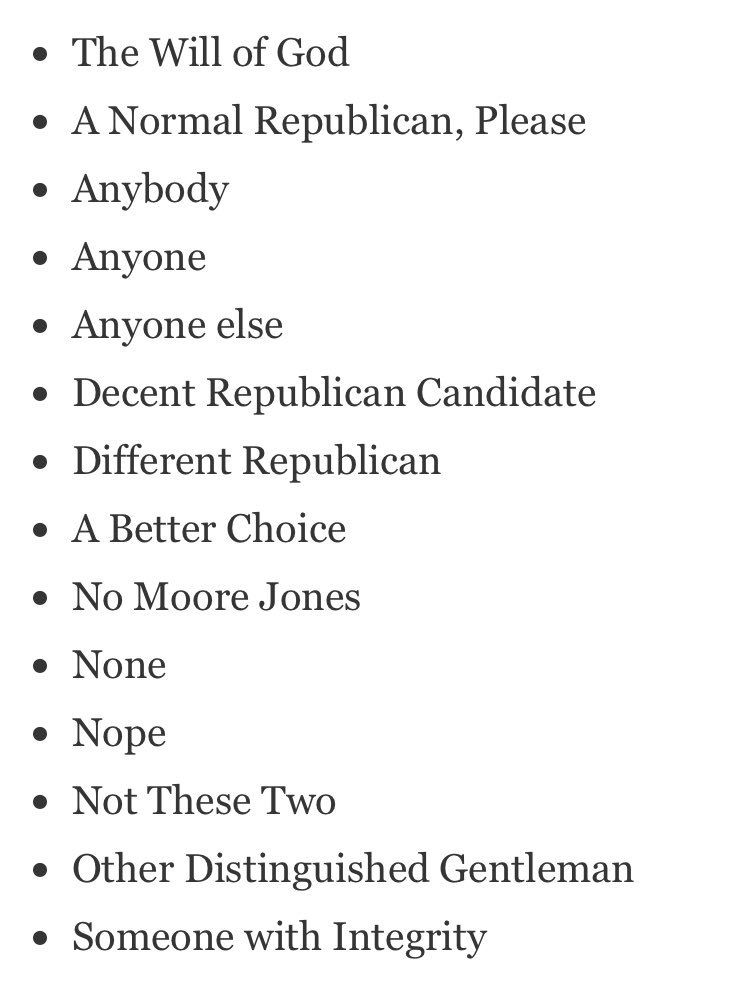 The Will of God
A Normal Republican, Please
Anybody
Anyone
Anyone else
Decent Republican Candidate
Different Republican
A Better Choice
No Moore Jones
None
Nope
Not These Two
Other Distinguished Gentleman
Someone with Integrity